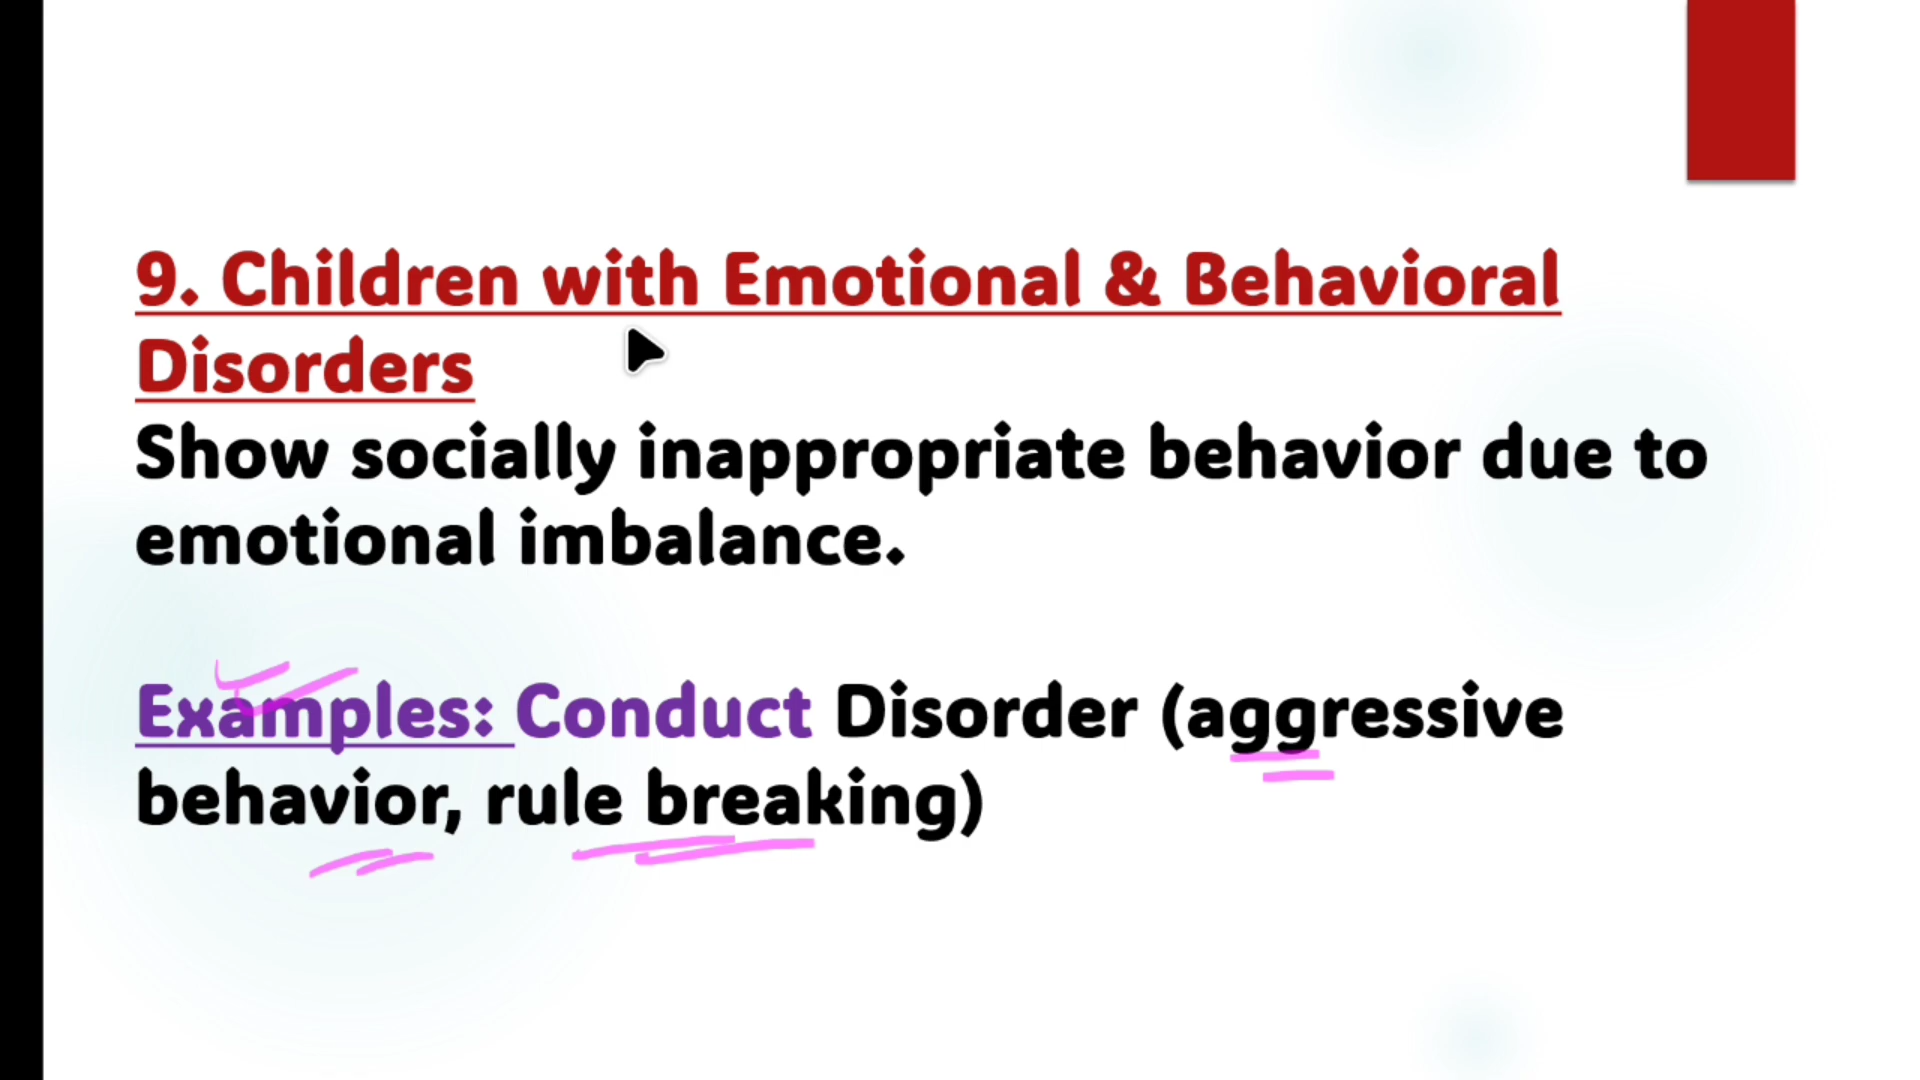 9. Children with Emotional & Behavioral
Disorders
Show socially inappropriate behavior due to
emotional imbalance.
Examples: Conduct Disorder (aggressive
behavior, rule breaking)